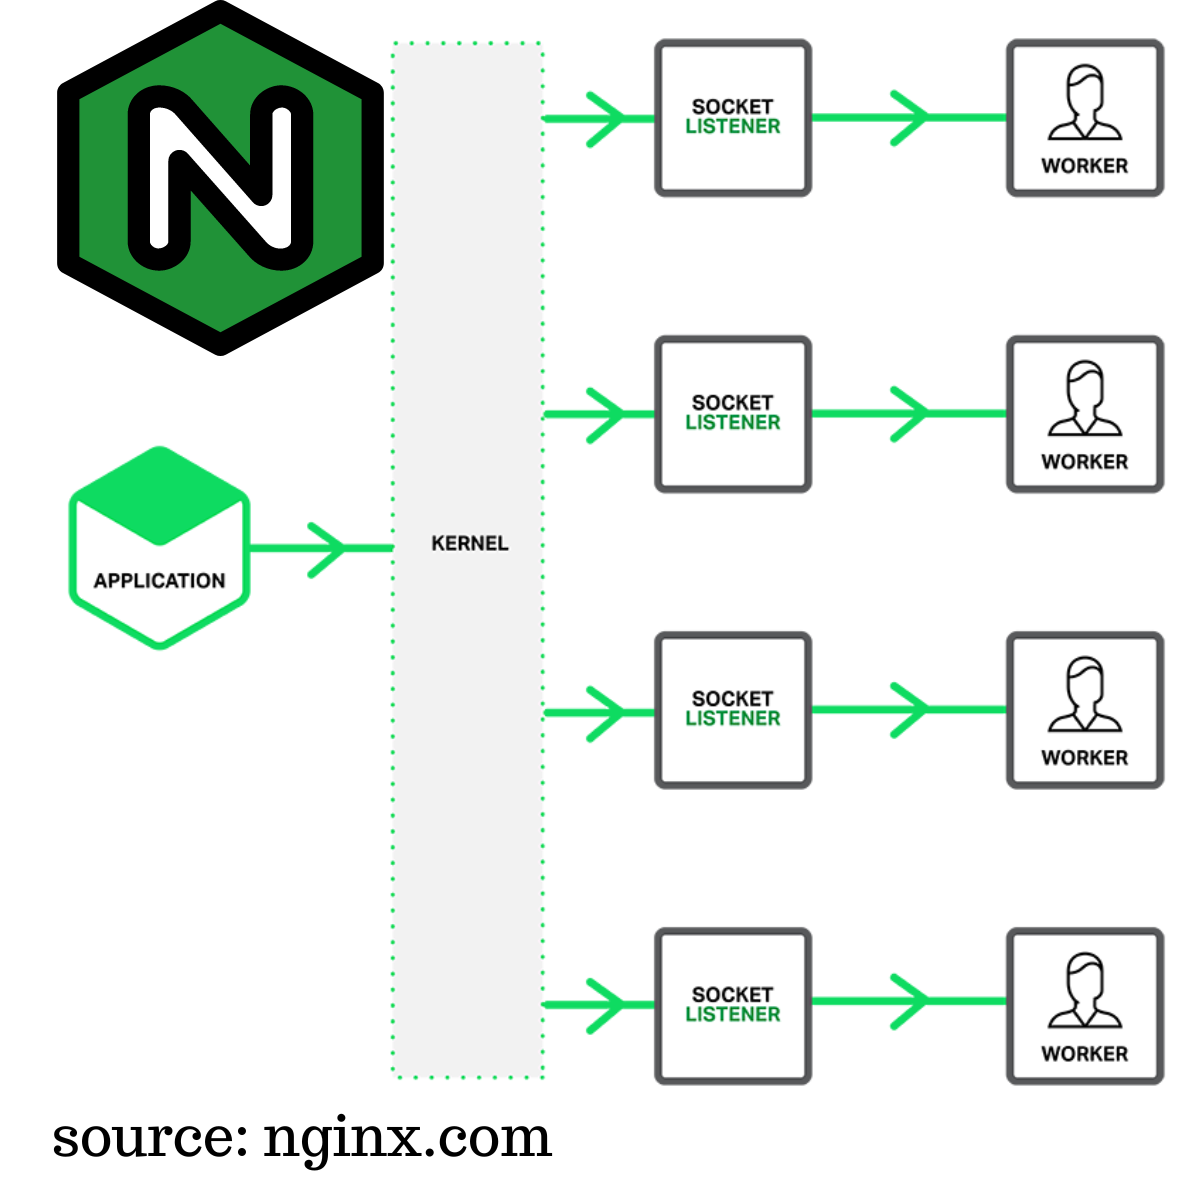 N
SOCKET
LISTENER
WORKER
SOCKET
LISTENER
WORKER
APPLICATION
KERNEL
SOCKET
LISTENER
WORKER
SOCKET
LISTENER
WORKER
source: nginx.com